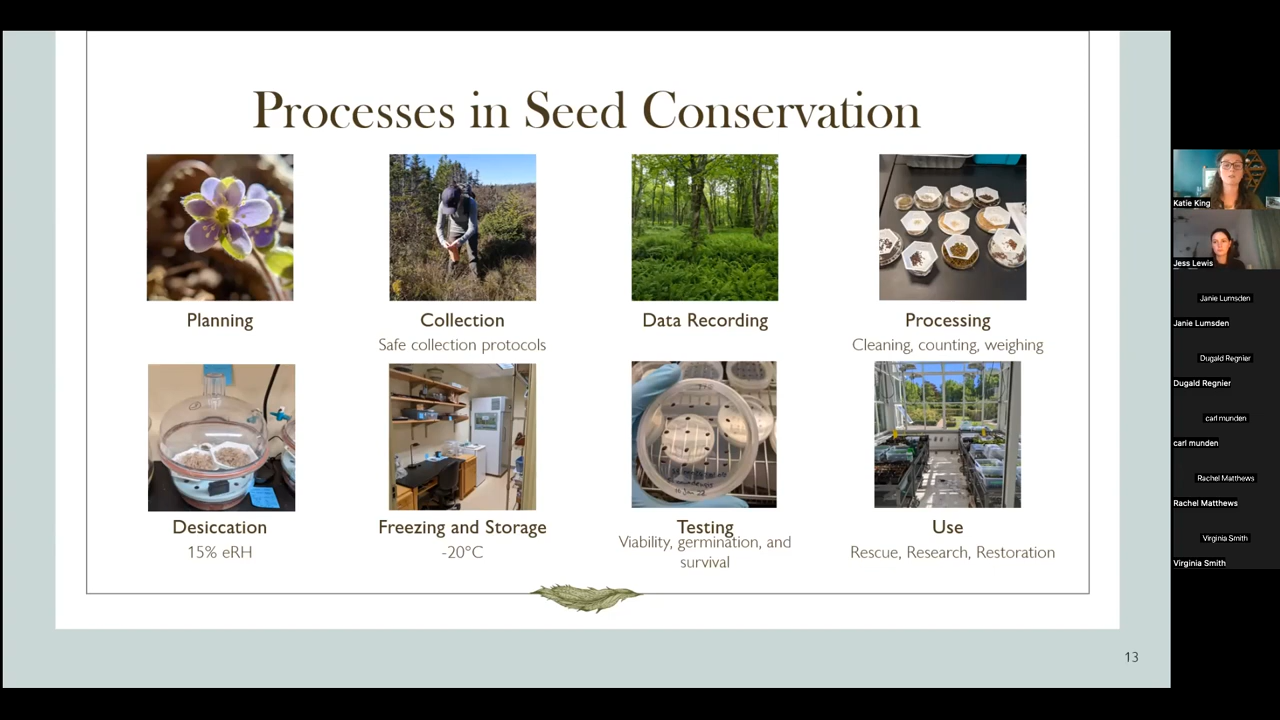 Processes in Seed Conservation
Planning
Collection
Safe collection protocols
Data Recording
Processing
Cleaning, counting, weighing
Desiccation
15% eRH
Freezing and Storage
-20°C
Testing
Viability, germination, and
survival
Use
Rescue, Research, Restoration
13
Katie King
Jess Lewis
Janie Lumsden
Janie Lumsden
Dugald Regnier
Dugald Regnier
carl munden
carl munden
Rachel Matthews
Rachel Matthews
Virginia Smith
Virginia Smith